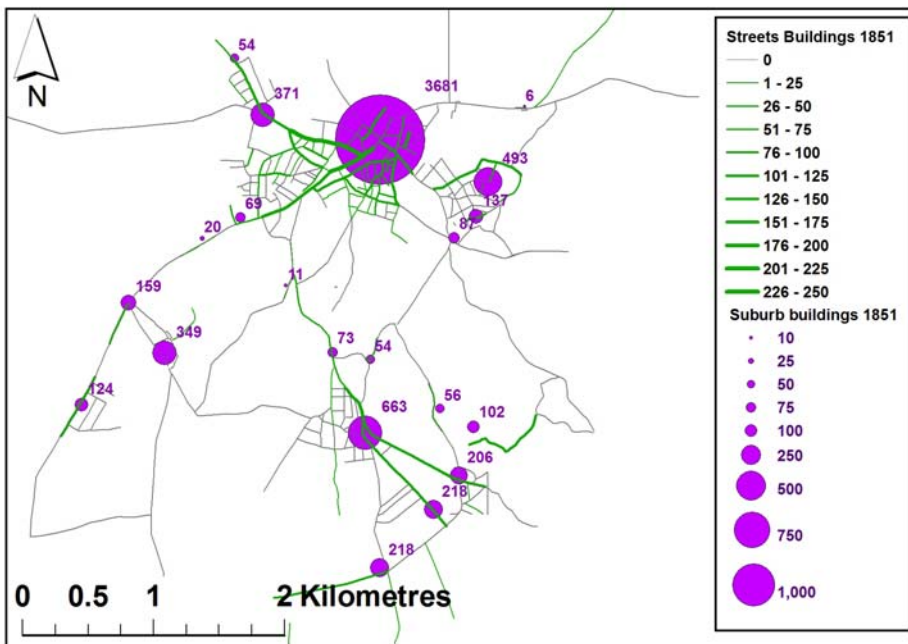 54
371
3681
6
493
137
87
69
20
11
159
349
124
73
54
56
102
663
206
218
218
N
0 0.5 1 2 Kilometres
Streets Buildings 1851
0
1 - 25
26 - 50
51 - 75
76 - 100
101 - 125
126 - 150
151 - 175
176 - 200
201 - 225
226 - 250
Suburb buildings 1851
10
25
50
75
100
250
500
750
1,000